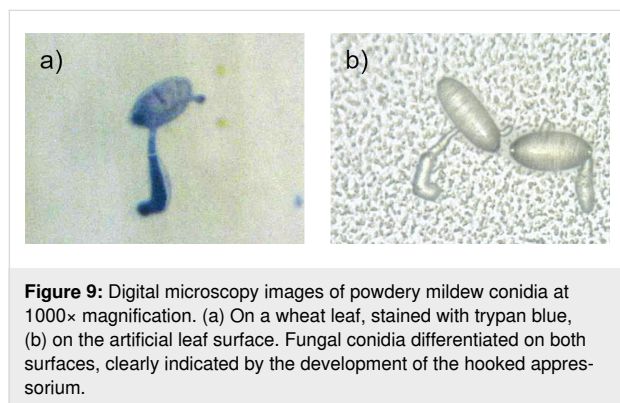 a)
b)
Figure 9: Digital microscopy images of powdery mildew conidia at
1000× magnification. (a) On a wheat leaf, stained with trypan blue,
(b) on the artificial leaf surface. Fungal conidia differentiated on both
surfaces, clearly indicated by the development of the hooked appres-
sorium.